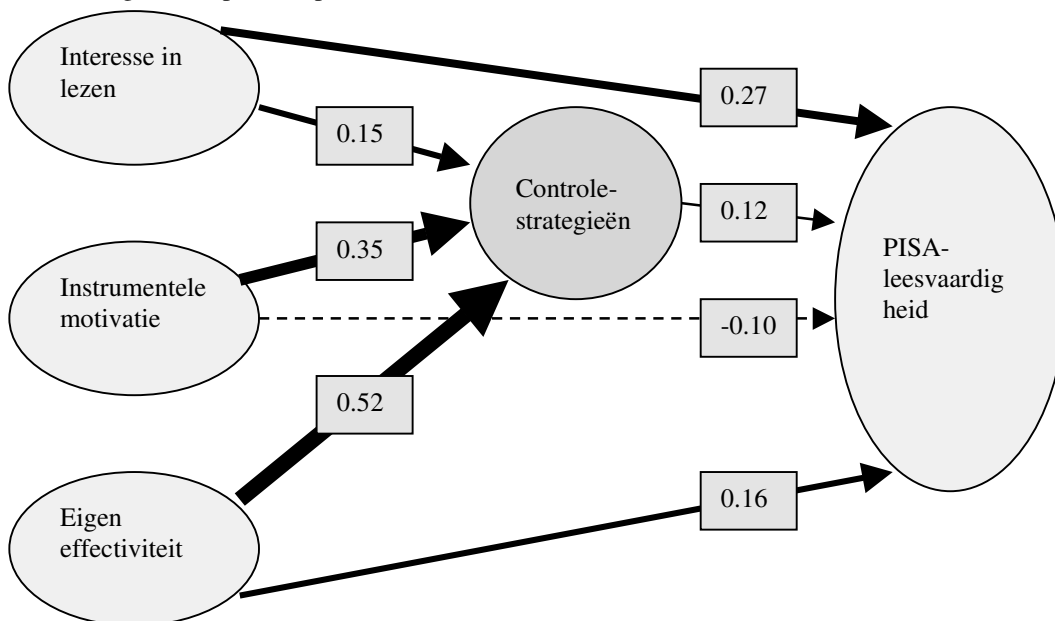 Interesse in
lezen
0.27
0.15
Controle-
strategieën
0.12
0.35
PISA-
leesvaardig
heid
Instrumentele
motivatie
-0.10
0.52
0.16
Eigen
effectiviteit